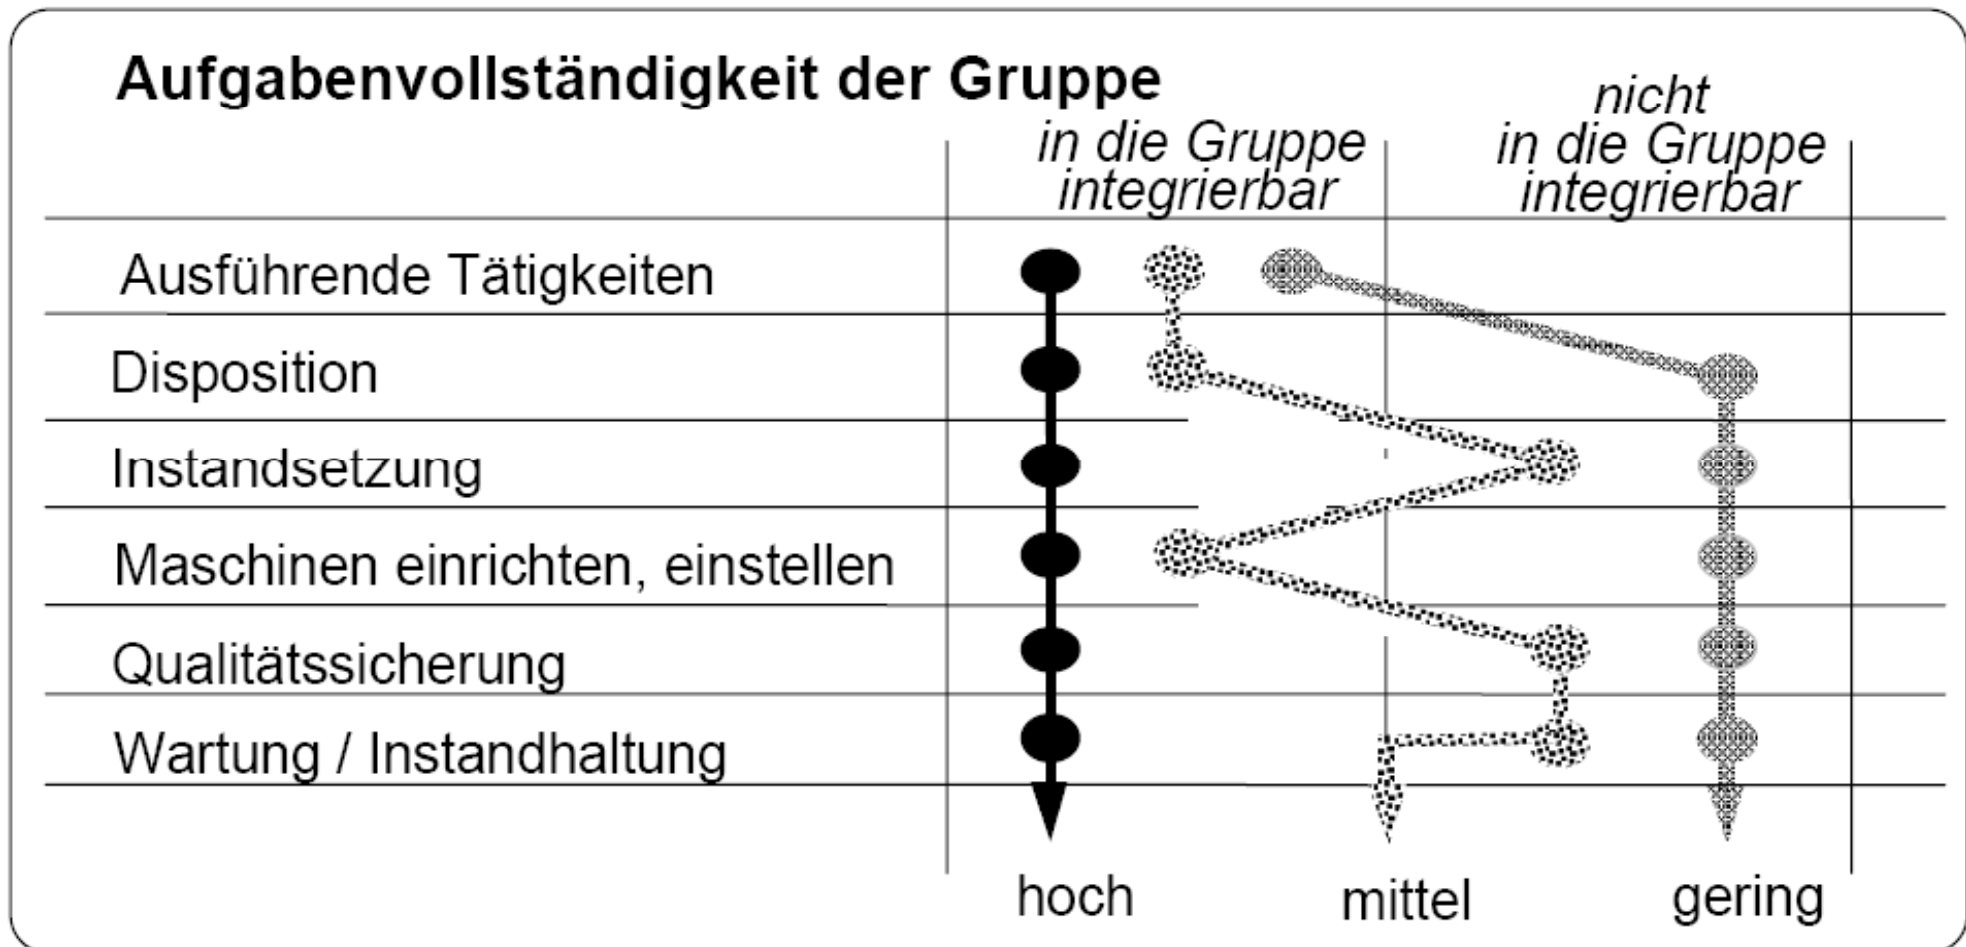 Aufgabenvollständigkeit der Gruppe
in die Gruppe
integrierbar
nicht
in die Gruppe
integrierbar
Ausführende Tätigkeiten
Disposition
Instandsetzung
Maschinen einrichten, einstellen
Qualitätssicherung
Wartung / Instandhaltung
hoch
mittel
gering